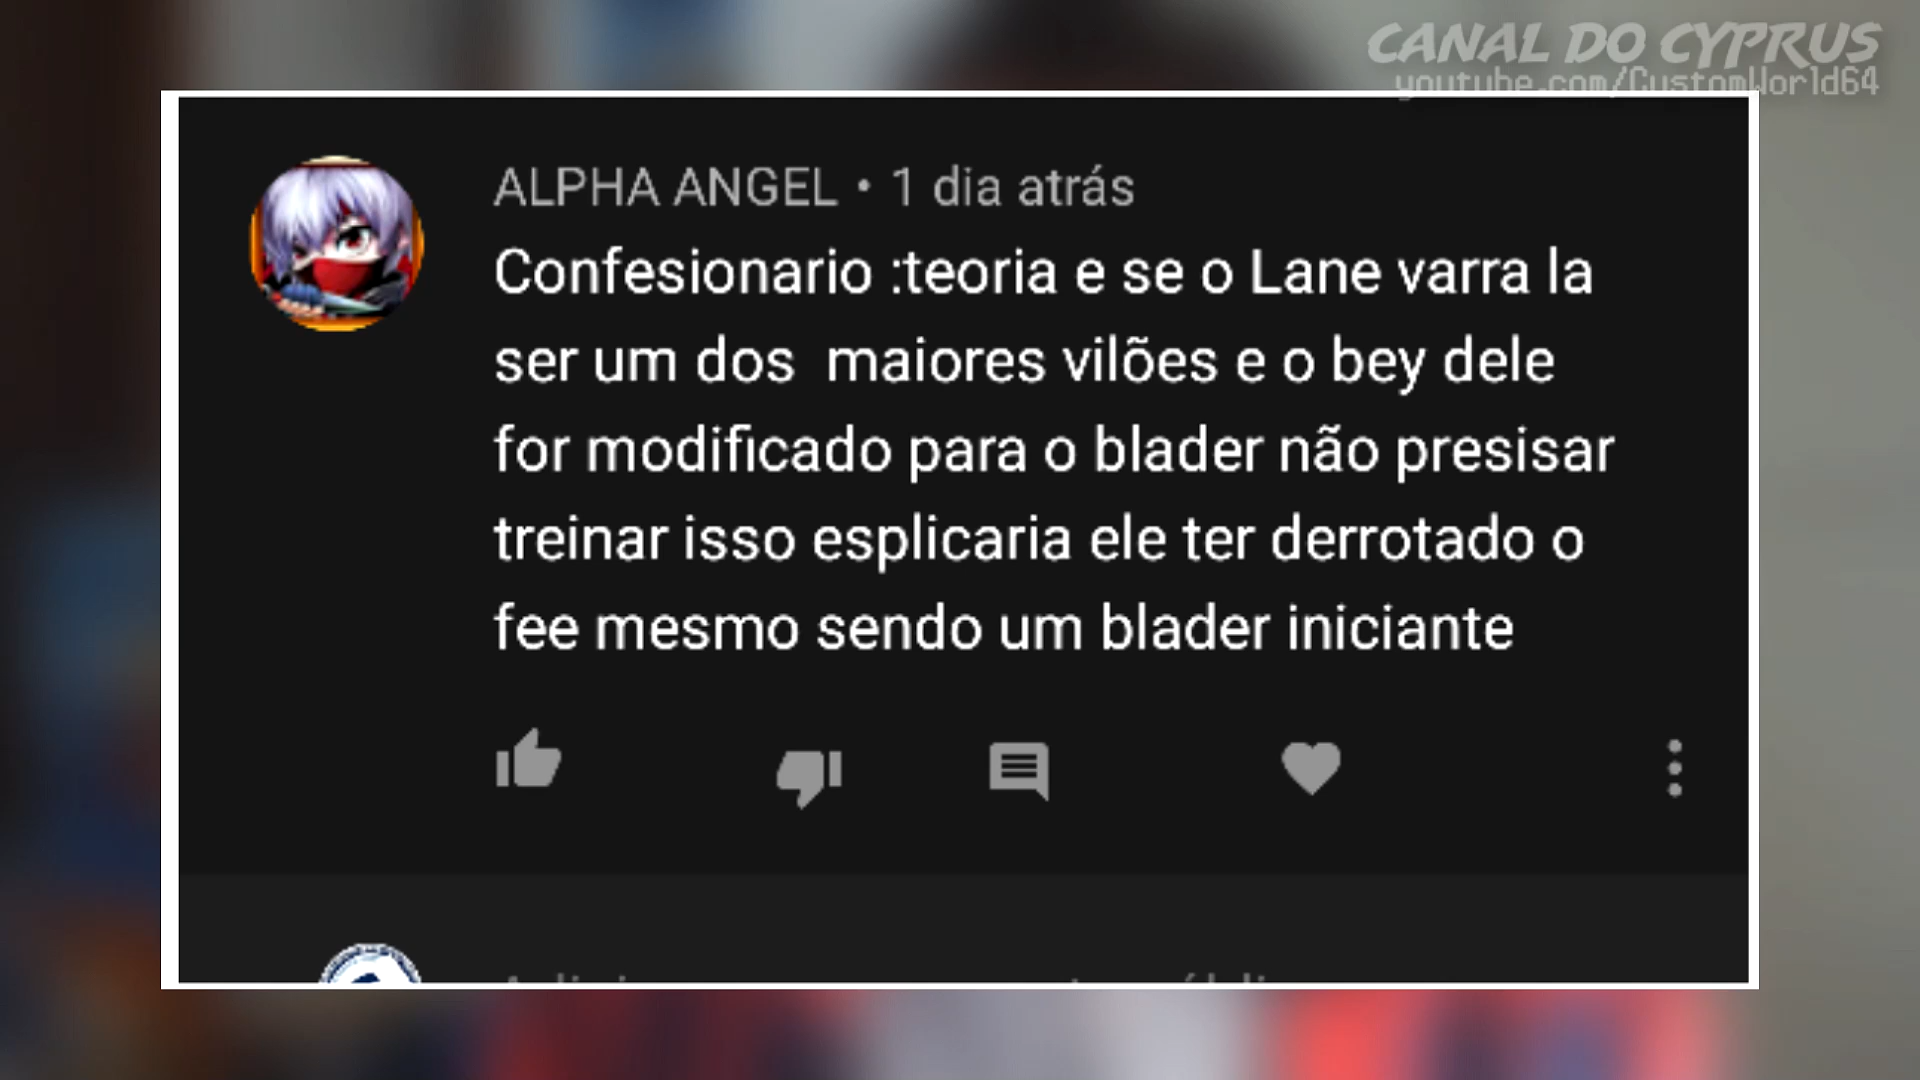 CANAL DO CYPRUS
youtube.com/CustomWorld64
ALPHA ANGEL • 1 dia atrás
Confesionario :teoria e se o Lane varra la
ser um dos  maiores vilões e o bey dele
for modificado para o blader não presisar
treinar isso esplicaria ele ter derrotado o
fee mesmo sendo um blader iniciante